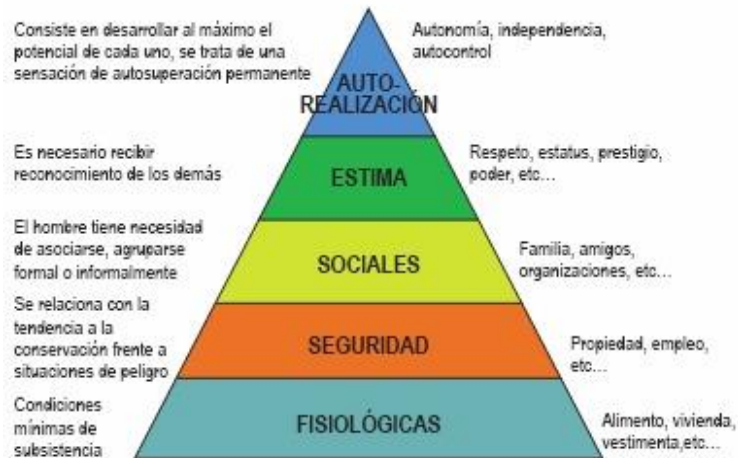 Consiste en desarrollar al máximo el
potencial de cada uno, se trata de una
sensación de autosuperación permanente
Autonomía, independencia,
autocontrol
AUTO-
REALIZACIÓN
Es necesario recibir
reconocimiento de los demás
ESTIMA
Respeto, estatus, prestigio,
poder, etc...
El hombre tiene necesidad
de asociarse, agruparse
formal o informalmente
SOCIALES
Familia, amigos,
organizaciones, etc...
Se relaciona con la
tendencia a la
conservación frente a
situaciones de peligro
SEGURIDAD
Propiedad, empleo,
etc...
Condiciones
mínimas de
subsistencia
FISIOLÓGICAS
Alimento, vivienda,
vestimenta,etc...